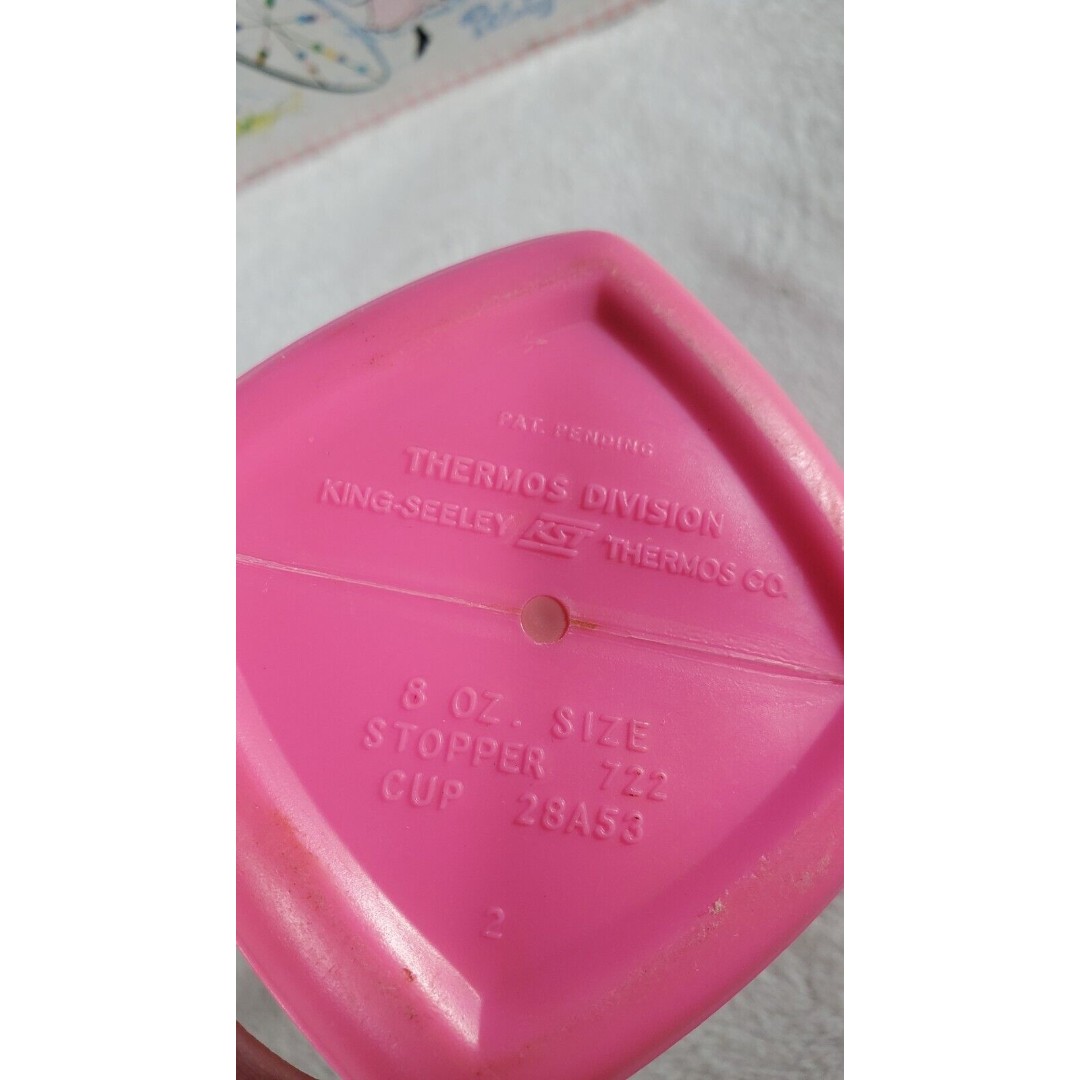 PAT. PENDING
THERMOS DIVISION
KING-SEELEY KST THERMOS CO.
8 OZ. SIZE
STOPPER 722
CUP 28A53
2